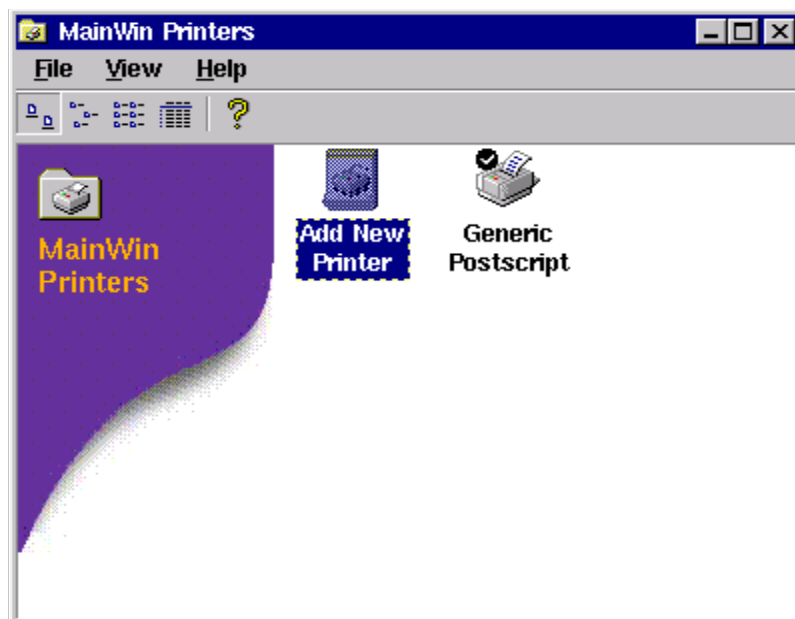 MainWin Printers
File View Help
MainWin
Printers
Add New
Printer
Generic
Postscript